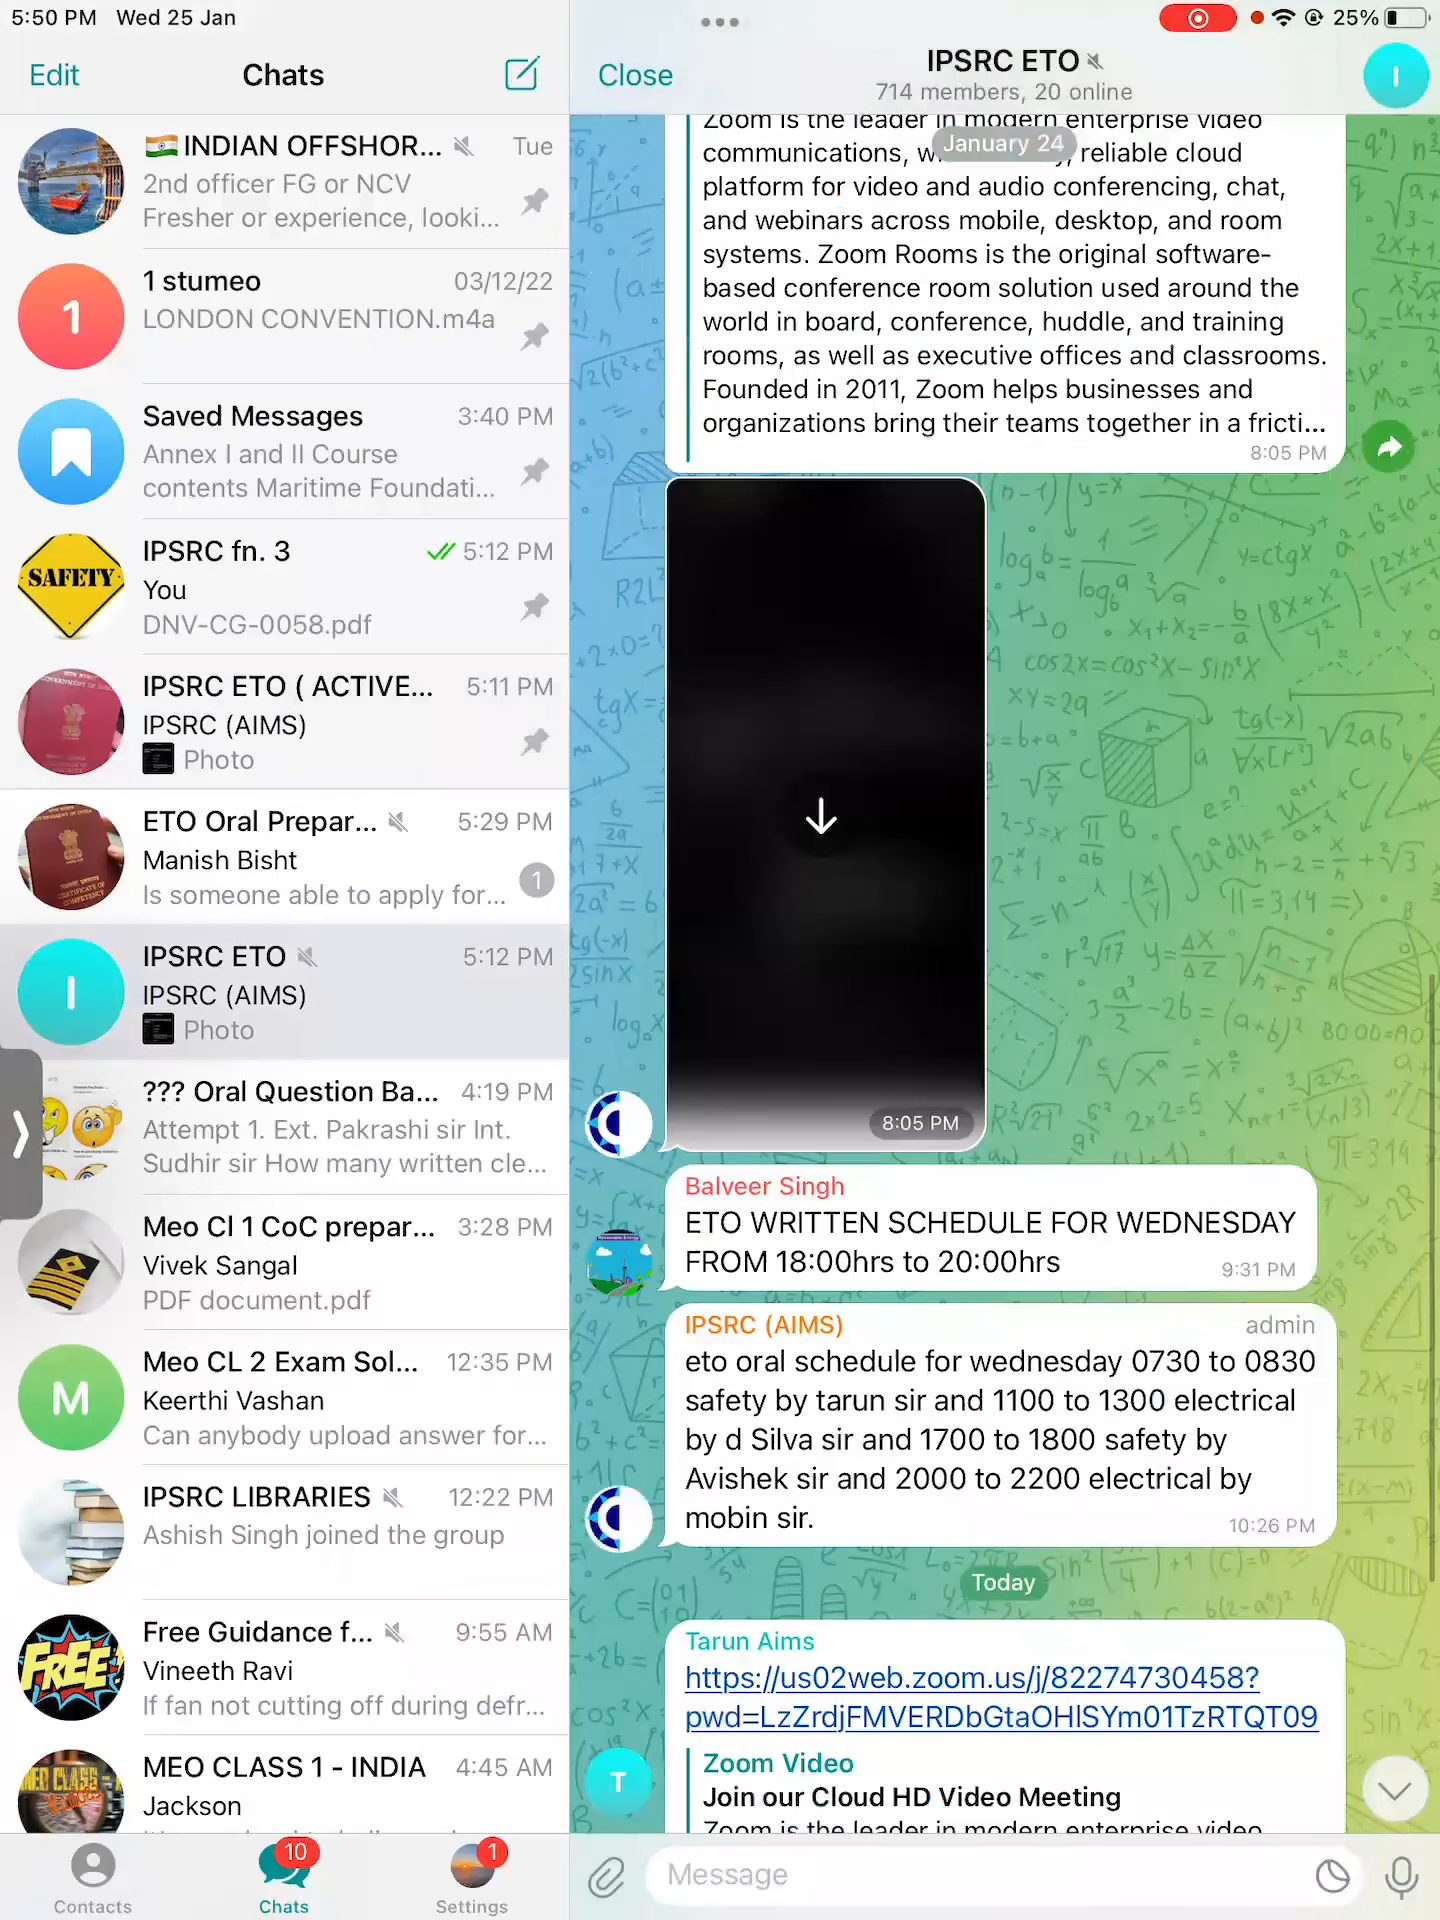 5:50 PM Wed 25 Jan
25%
Edit
Chats
INDIAN OFFSHOR...
Tue
2nd officer FG or NCV
Fresher or experience, looki...
1
1 stumeo
03/12/22
LONDON CONVENTION.m4a
Saved Messages
3:40 PM
Annex I and II Course
contents Maritime Foundati...
SAFETY
IPSRC fn. 3
5:12 PM
You
DNV-CG-0058.pdf
IPSRC ETO ( ACTIVE...
5:11 PM
IPSRC (AIMS)
Photo
ETO Oral Prepar...
5:29 PM
Manish Bisht
Is someone able to apply for...
1
I
IPSRC ETO
5:12 PM
IPSRC (AIMS)
Photo
??? Oral Question Ba...
4:19 PM
Attempt 1. Ext. Pakrashi sir Int.
Sudhir sir How many written cle...
Meo Cl 1 CoC prepar...
3:28 PM
Vivek Sangal
PDF document.pdf
M
Meo CL 2 Exam Sol...
12:35 PM
Keerthi Vashan
Can anybody upload answer for...
IPSRC LIBRARIES
12:22 PM
Ashish Singh joined the group
FREE
Free Guidance f...
9:55 AM
Vineeth Ravi
If fan not cutting off during defr...
MEO CLASS 1 - INDIA
4:45 AM
Jackson
Contacts
10
Chats
1
Settings
Close
IPSRC ETO
714 members, 20 online
I
Zoom is the leader in modern enterprise video
January 24
communications, reliable cloud
platform for video and audio conferencing, chat,
and webinars across mobile, desktop, and room
systems. Zoom Rooms is the original software-
based conference room solution used around the
world in board, conference, huddle, and training
rooms, as well as executive offices and classrooms.
Founded in 2011, Zoom helps businesses and
organizations bring their teams together in a fricti...
8:05 PM
8:05 PM
Balveer Singh
ETO WRITTEN SCHEDULE FOR WEDNESDAY
FROM 18:00hrs to 20:00hrs
9:31 PM
IPSRC (AIMS)
admin
eto oral schedule for wednesday 0730 to 0830
safety by tarun sir and 1100 to 1300 electrical
by d Silva sir and 1700 to 1800 safety by
Avishek sir and 2000 to 2200 electrical by
mobin sir.
10:26 PM
Today
Tarun Aims
https://us02web.zoom.us/j/82274730458?
pwd=LzZrdjFMVERDbGtaOHlSYm01TzRTQT09
T
Zoom Video
Join our Cloud HD Video Meeting
Zoom is the leader in modern enterprise video
Message